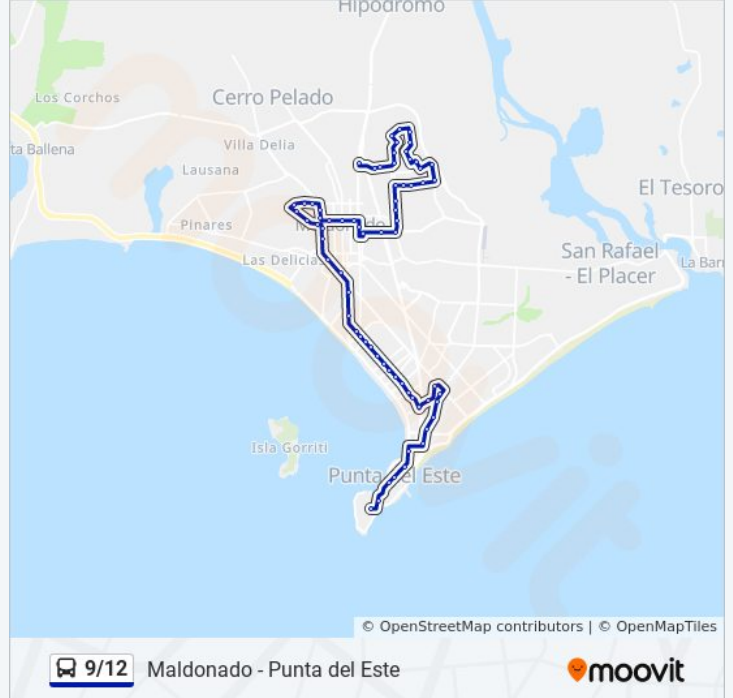 Hipódromo
Los Corchos
Cerro Pelado
Villa Delia
ta Ballena
Lausana
El Tesoro
Pinares
San Rafael
- El Placer
Las Delicias
La Barr
Isla Gorriti
Punta del Este
© OpenStreetMap contributors | © OpenMapTiles
9/12 Maldonado - Punta del Este
moovit